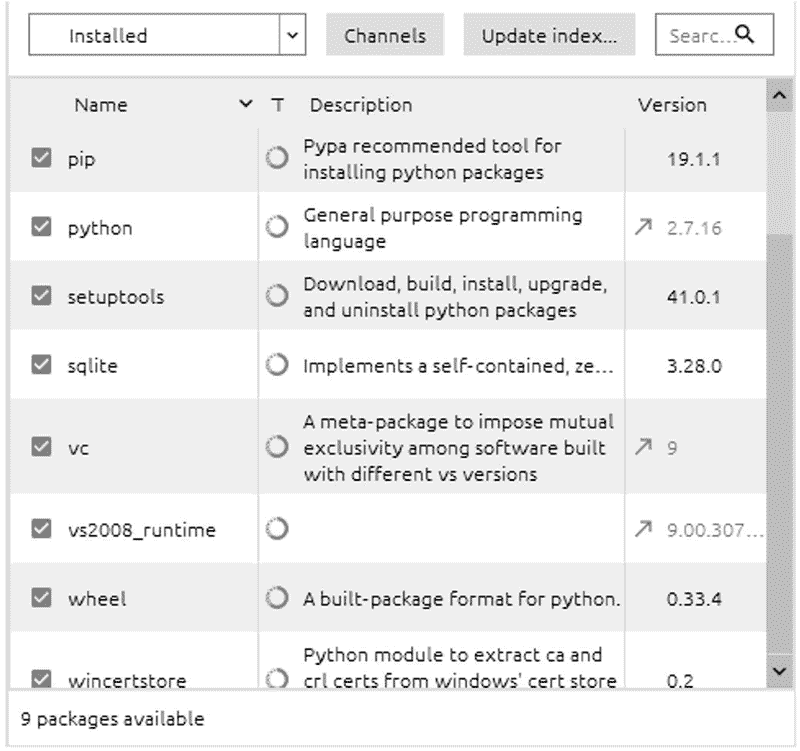 Installed Channels Update index... Searc...
Name T Description Version
pip Pypa recommended tool for
installing python packages 19.1.1
python General purpose programming
language 2.7.16
setuptools Download, build, install, upgrade,
and uninstall python packages 41.0.1
sqlite Implements a self-contained, ze... 3.28.0
vc A meta-package to impose mutual
exclusivity among software built
with different vs versions 9
vs2008_runtime 9.00.307...
wheel A built-package format for python. 0.33.4
wincertstore Python module to extract ca and
crl certs from windows' cert store 0.2
9 packages available